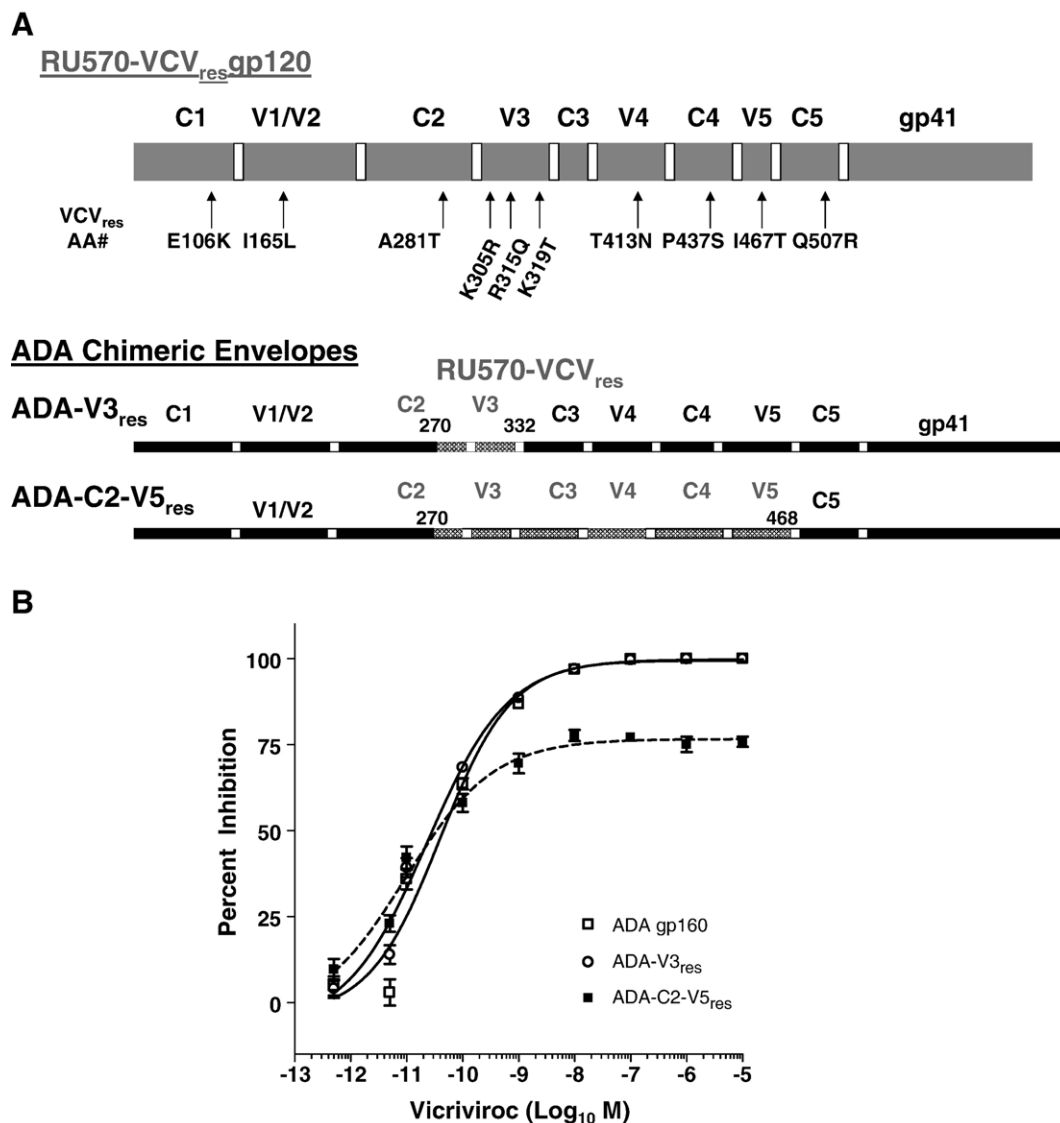 A
RU570-VCVres gp120
C1 V1/V2 C2 V3 C3 V4 C4 V5 C5 gp41
VCVres
AA#
E106K I165L A281T K305R R315Q K319T T413N P437S I467T Q507R
ADA Chimeric Envelopes
RU570-VCVres
ADA-V3res C1 V1/V2 C2 V3 C3 V4 C4 V5 C5 gp41
270 332
ADA-C2-V5res V1/V2 C2 V3 C3 V4 C4 V5 C5
270 468
B
Percent Inhibition
100
75
50
25
0
ADA gp160
ADA-V3res
ADA-C2-V5res
-13 -12 -11 -10 -9 -8 -7 -6 -5
Vicriviroc (Log10 M)